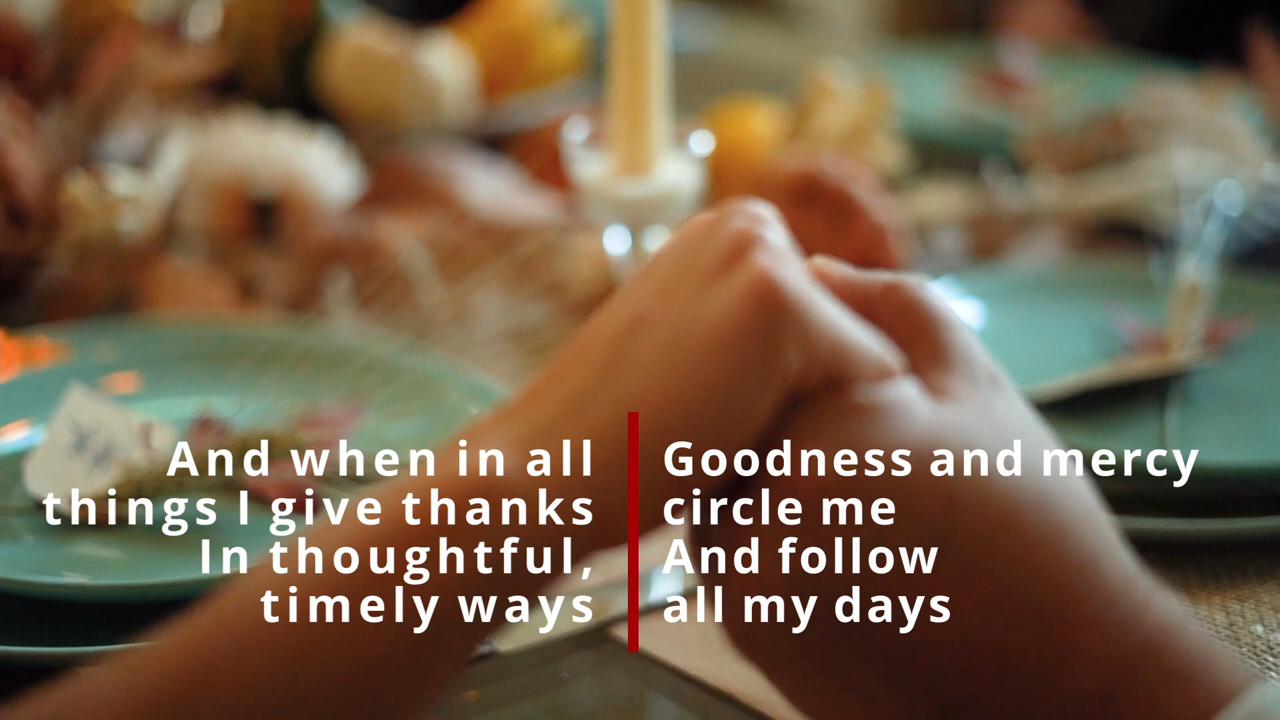 And when in all
things I give thanks
In thoughtful,
timely ways
Goodness and mercy
circle me
And follow
all my days